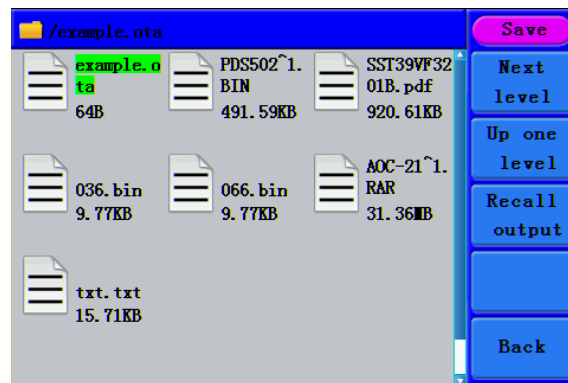 /example.ota
Save
example.o
ta
64B
PDS502~1.
BIN
491.59KB
SST39VF32
01B.pdf
920.61KB
036.bin
9.77KB
066.bin
9.77KB
AOC-21~1.
RAR
31.36MB
txt.txt
15.71KB
Next
level
Up one
level
Recall
output
Back